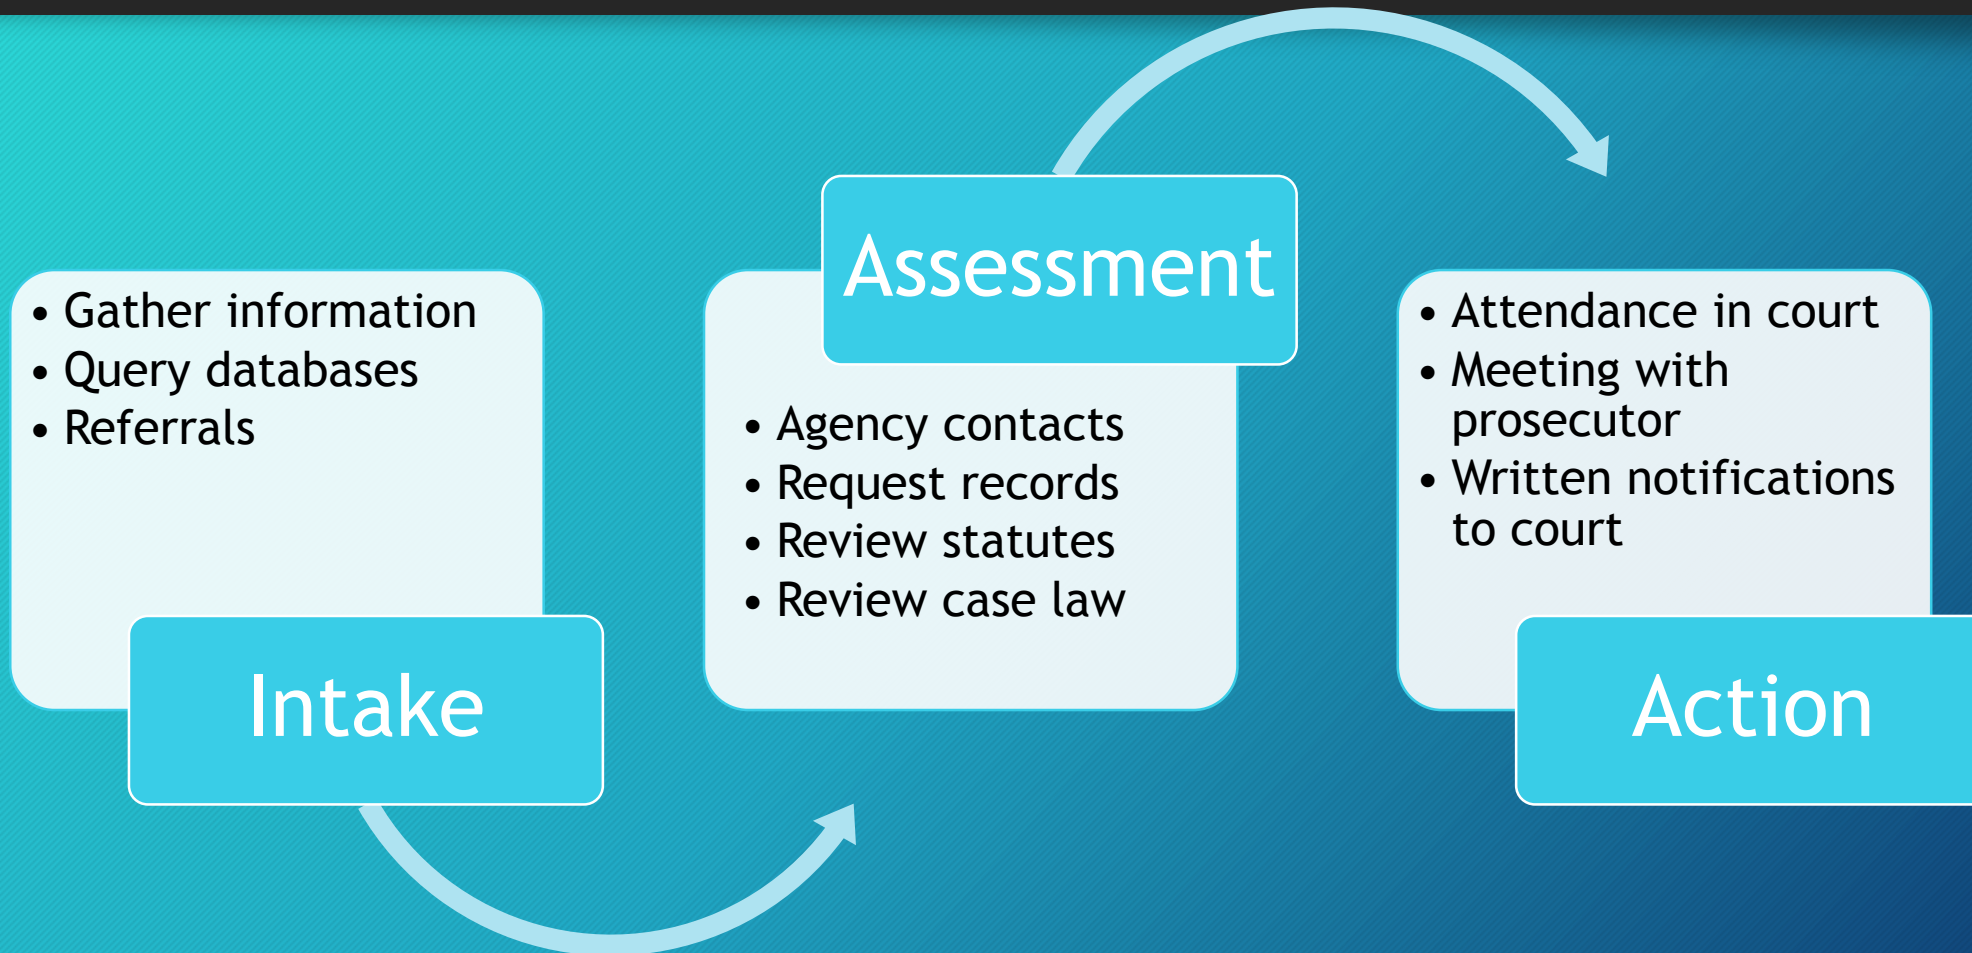 • Gather information
• Query databases
• Referrals
Intake
Assessment
• Agency contacts
• Request records
• Review statutes
• Review case law
• Attendance in court
• Meeting with
prosecutor
• Written notifications
to court
Action